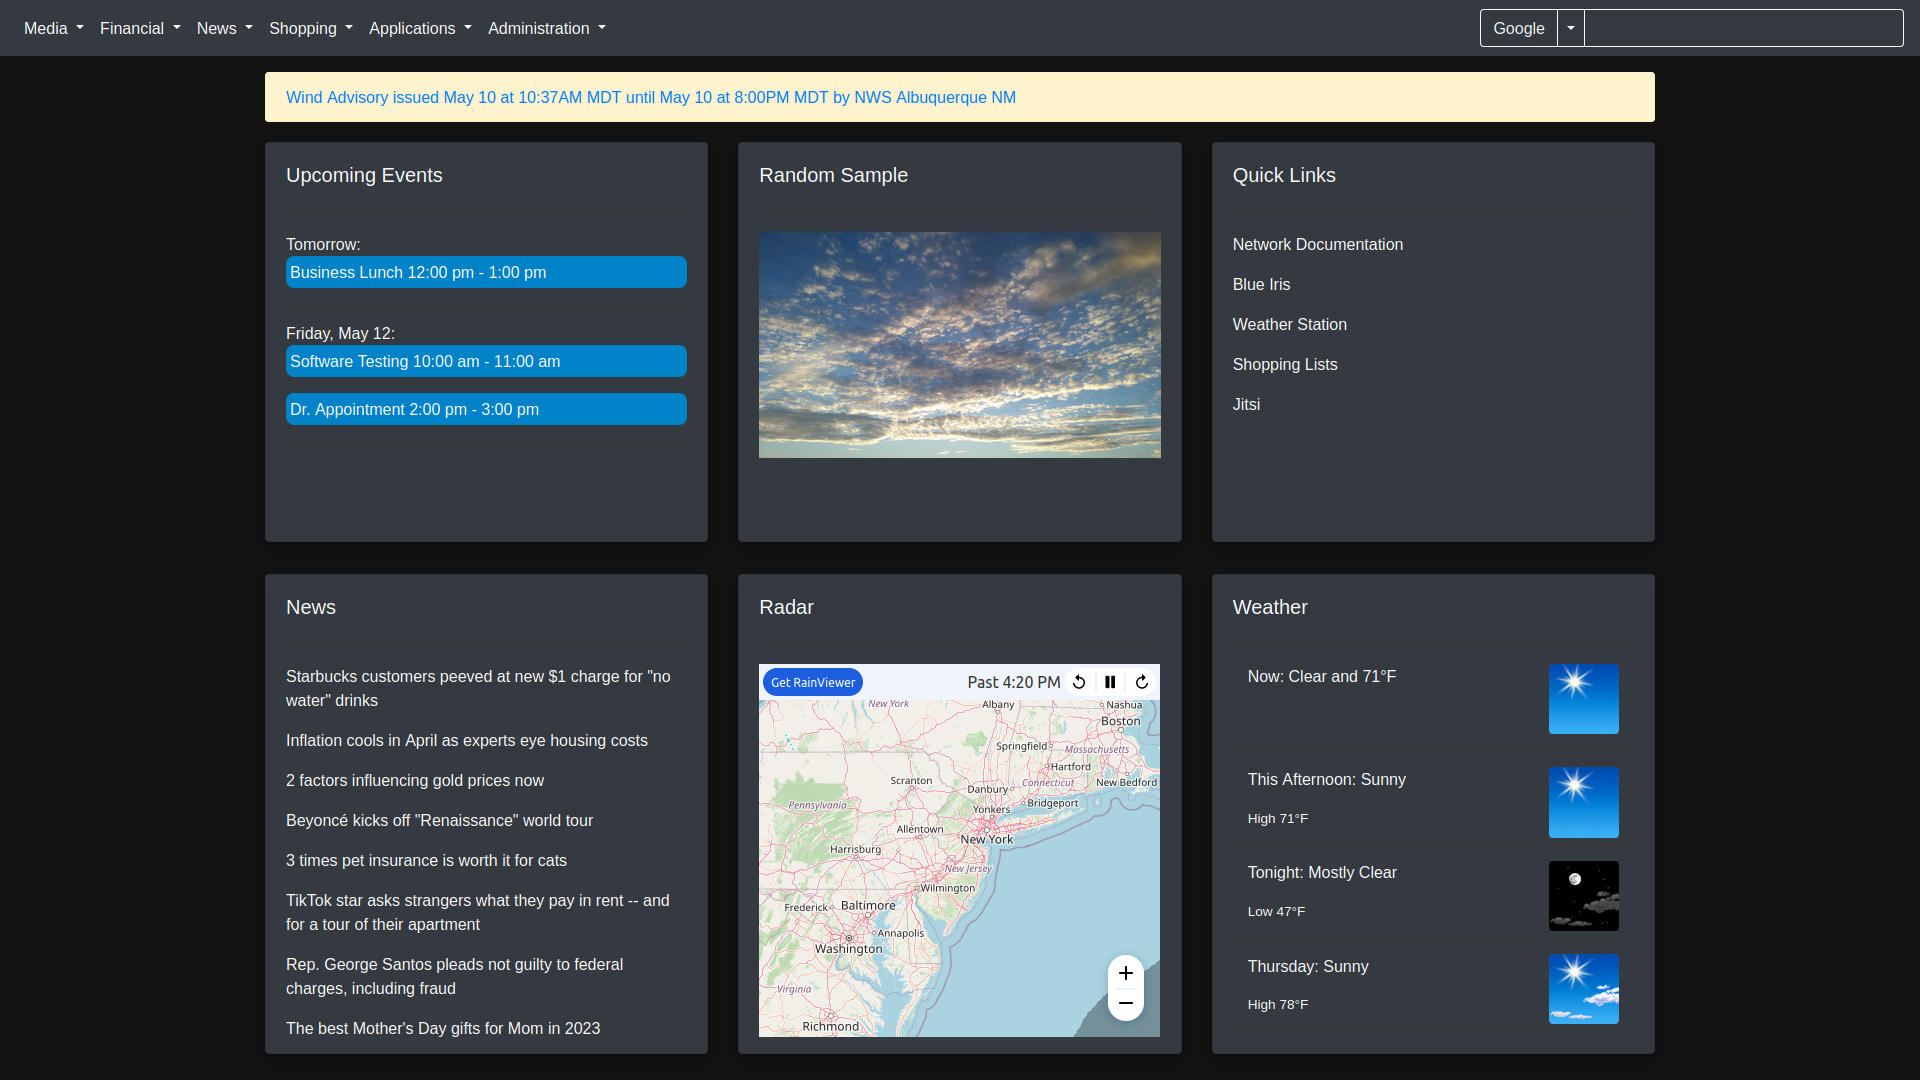 Media Financial News Shopping Applications Administration Google
Wind Advisory issued May 10 at 10:37AM MDT until May 10 at 8:00PM MDT by NWS Albuquerque NM
Upcoming Events
Tomorrow:
Business Lunch 12:00 pm - 1:00 pm
Friday, May 12:
Software Testing 10:00 am - 11:00 am
Dr. Appointment 2:00 pm - 3:00 pm
Random Sample
Quick Links
Network Documentation
Blue Iris
Weather Station
Shopping Lists
Jitsi
News
Starbucks customers peeved at new $1 charge for "no
water" drinks
Inflation cools in April as experts eye housing costs
2 factors influencing gold prices now
Beyoncé kicks off "Renaissance" world tour
3 times pet insurance is worth it for cats
TikTok star asks strangers what they pay in rent -- and
for a tour of their apartment
Rep. George Santos pleads not guilty to federal
charges, including fraud
The best Mother's Day gifts for Mom in 2023
Radar
Get RainViewer Past 4:20 PM
New York Albany Nashua
Boston
Springfield Massachusetts
Hartford
Scranton Connecticut New Bedford
Danbury
Pennsylvania Yonkers Bridgeport
Allentown
New York
Harrisburg
New Jersey
Wilmington
Frederick Baltimore
Annapolis
Washington
Virginia
Richmond
Weather
Now: Clear and 71°F
This Afternoon: Sunny
High 71°F
Tonight: Mostly Clear
Low 47°F
Thursday: Sunny
High 78°F